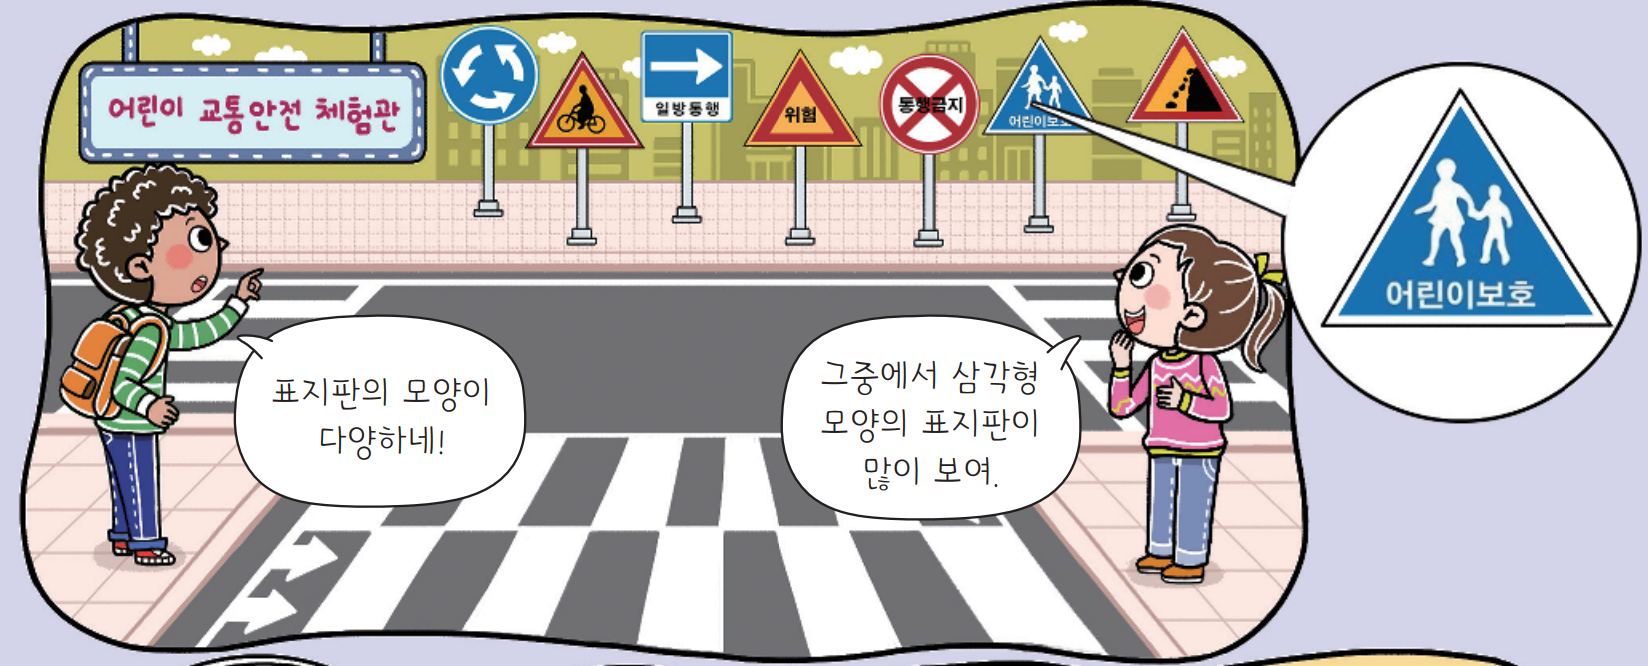 어린이 교통안전 체험관
일방통행
위험
통행금지
어린이보호
어린이보호
표지판의 모양이
다양하네!
그중에서 삼각형
모양의 표지판이
많이 보여.